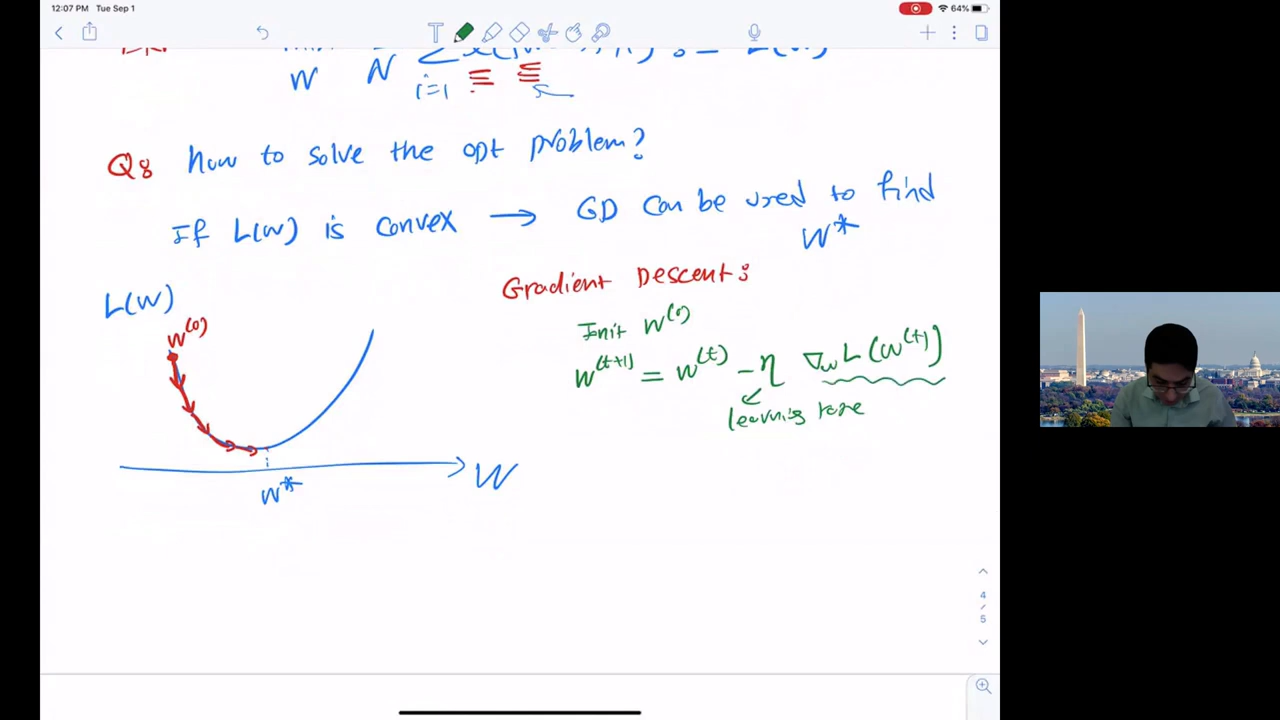 12:07 PM Tue Sep 1
64%
W N i=1
Q8 How to solve the opt problem?
If L(W) is convex → GD can be used to find
W*
L(W)
Gradient Descent:
W^(0)
Init W^(0)
W^(t+1) = W^(t) - η ∇_W L(W^(t))
learning rate
W*
W
4
/
5